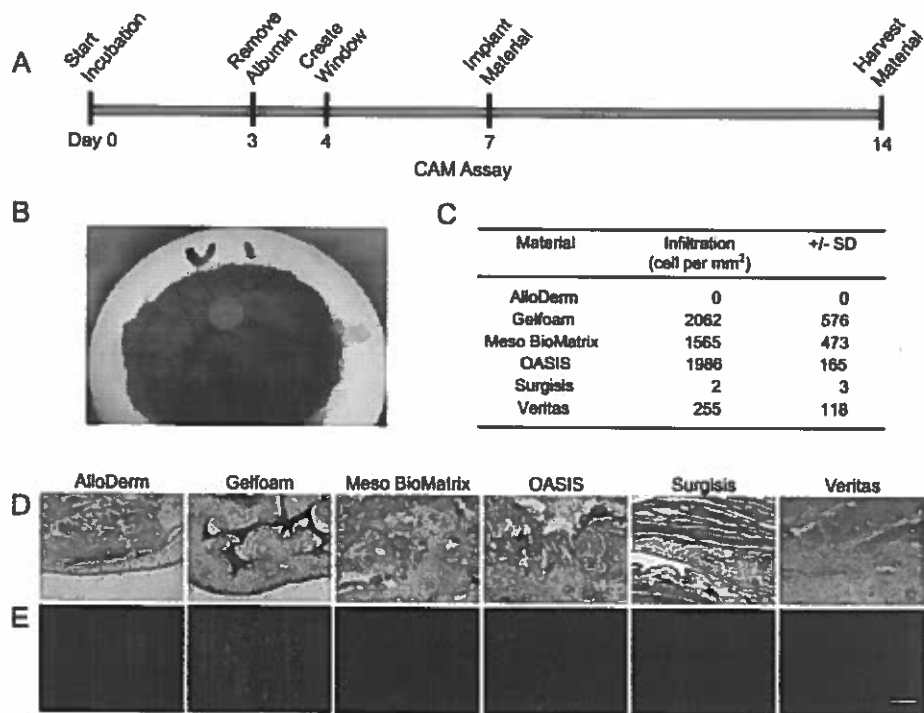 A
Start
Incubation
Remove
Albumin
Create
Window
Implant
Material
Harvest
Material
Day 0
3
4
7
14
CAM Assay
B
C
Material Infiltration +/- SD
(cell per mm²)
AlloDerm 0 0
Gelfoam 2062 576
Meso BioMatrix 1565 473
OASIS 1986 165
Surgisis 2 3
Veritas 255 118
AlloDerm Gelfoam Meso BioMatrix OASIS Surgisis Veritas
D
E